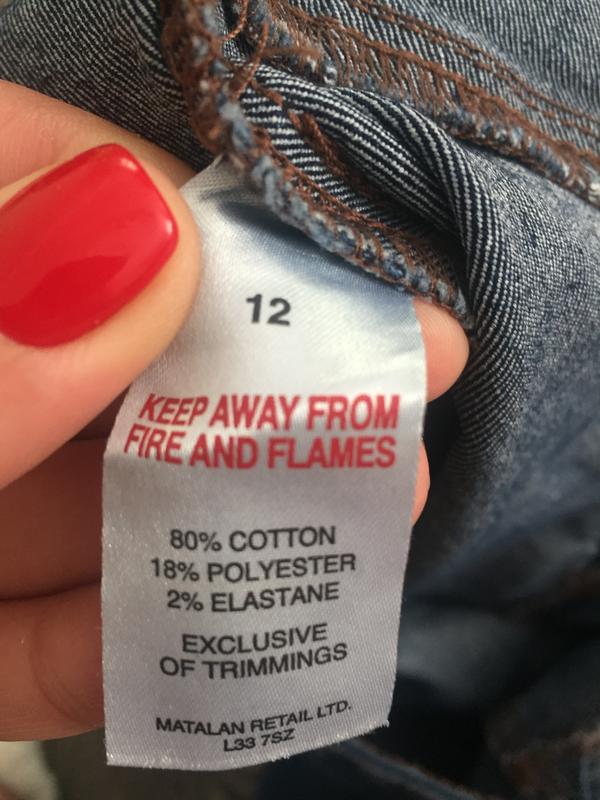 12
KEEP AWAY FROM
FIRE AND FLAMES
80% COTTON
18% POLYESTER
2% ELASTANE
EXCLUSIVE
OF TRIMMINGS
MATALAN RETAIL LTD.
L33 7SZ